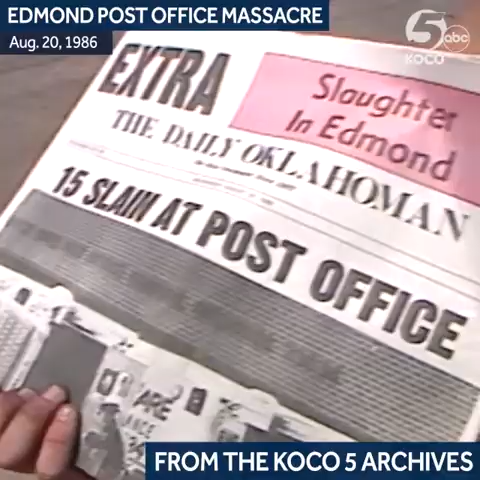 EDMOND POST OFFICE MASSACRE
Aug. 20, 1986
5 abc
KOCO
EXTRA
Slaughter
In Edmond
THE DAILY OKLAHOMAN
15 SLAIN AT POST OFFICE
ARE
FROM THE KOCO 5 ARCHIVES